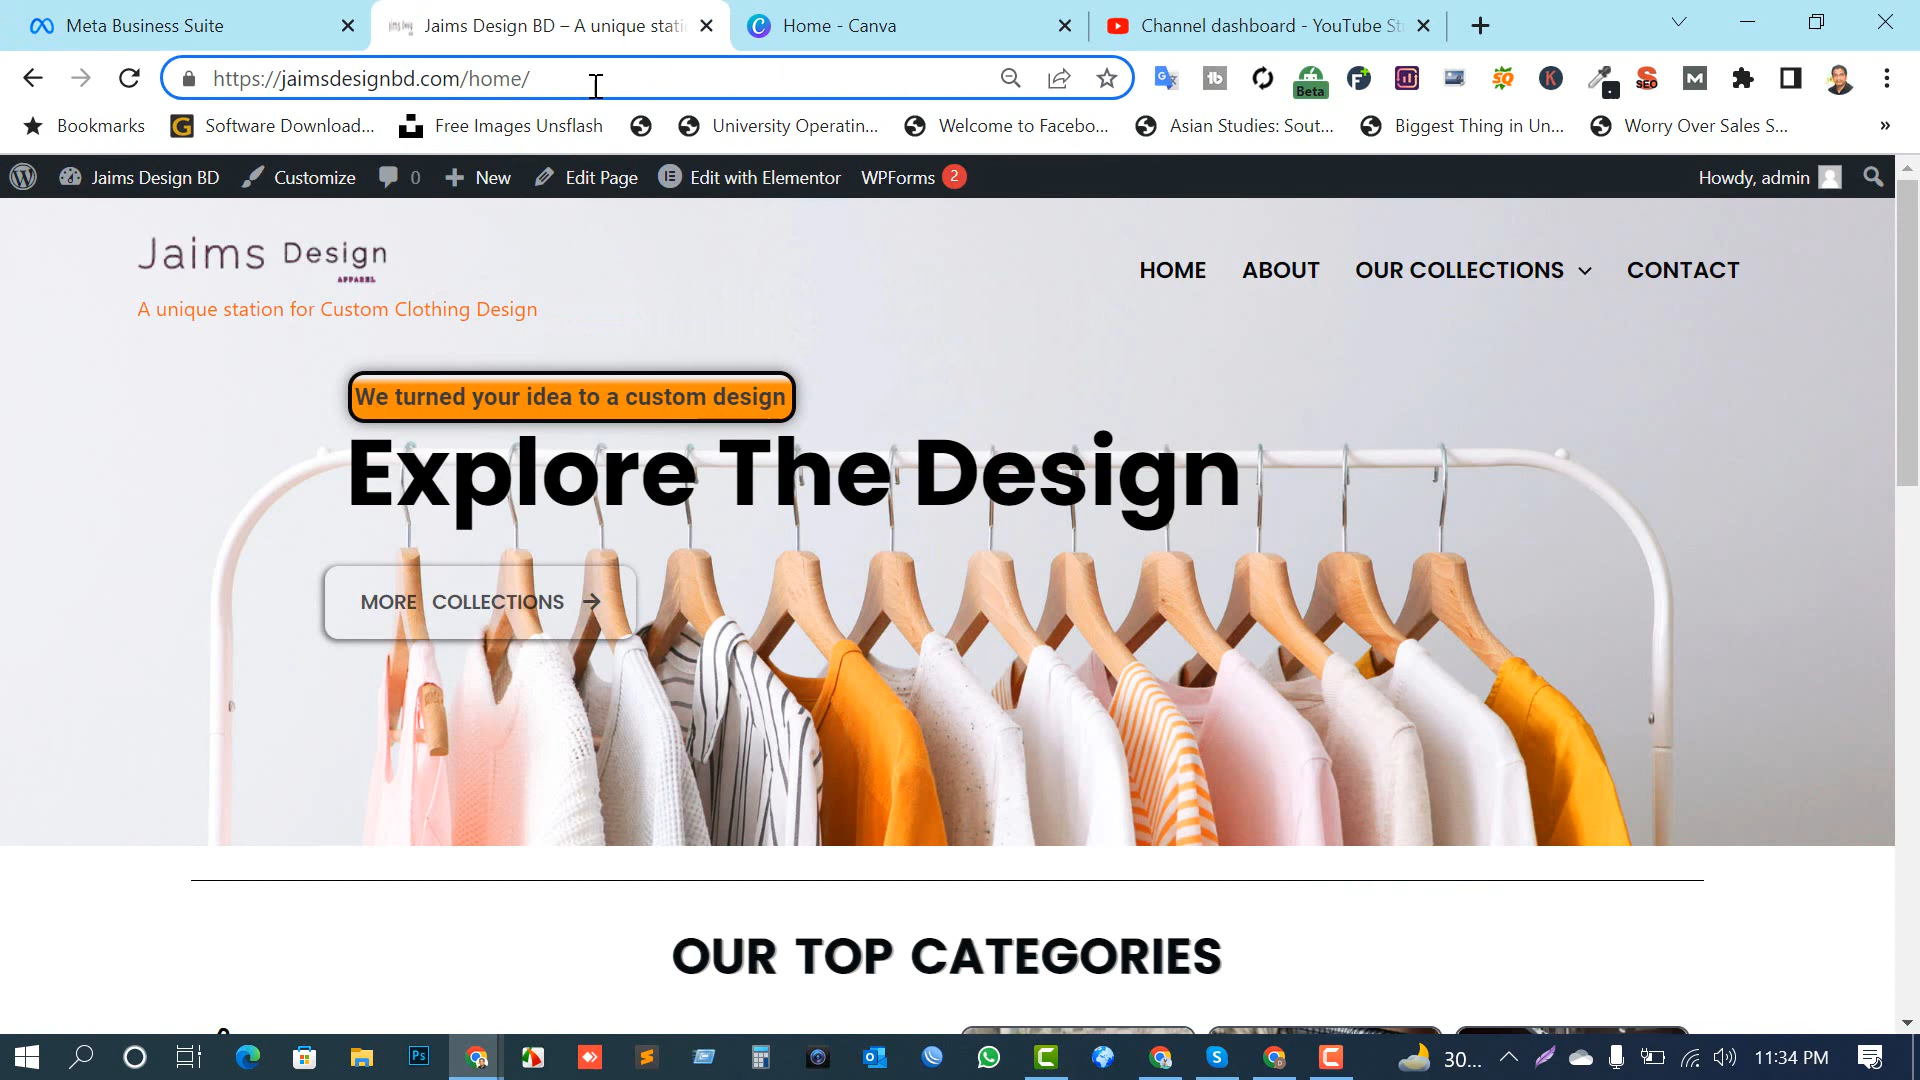 Meta Business Suite
Jaims Design BD – A unique stati
Home - Canva
Channel dashboard - YouTube St
https://jaimsdesignbd.com/home/
Beta
Bookmarks
Software Download...
Free Images Unsflash
University Operatin...
Welcome to Facebo...
Asian Studies: Sout...
Biggest Thing in Un...
Worry Over Sales S...
»
Jaims Design BD
Customize
0
New
Edit Page
Edit with Elementor
WPForms 2
Howdy, admin
Jaims Design
APPAREL
A unique station for Custom Clothing Design
HOME
ABOUT
OUR COLLECTIONS
CONTACT
We turned your idea to a custom design
Explore The Design
MORE COLLECTIONS →
OUR TOP CATEGORIES
Ps
30...
11:34 PM